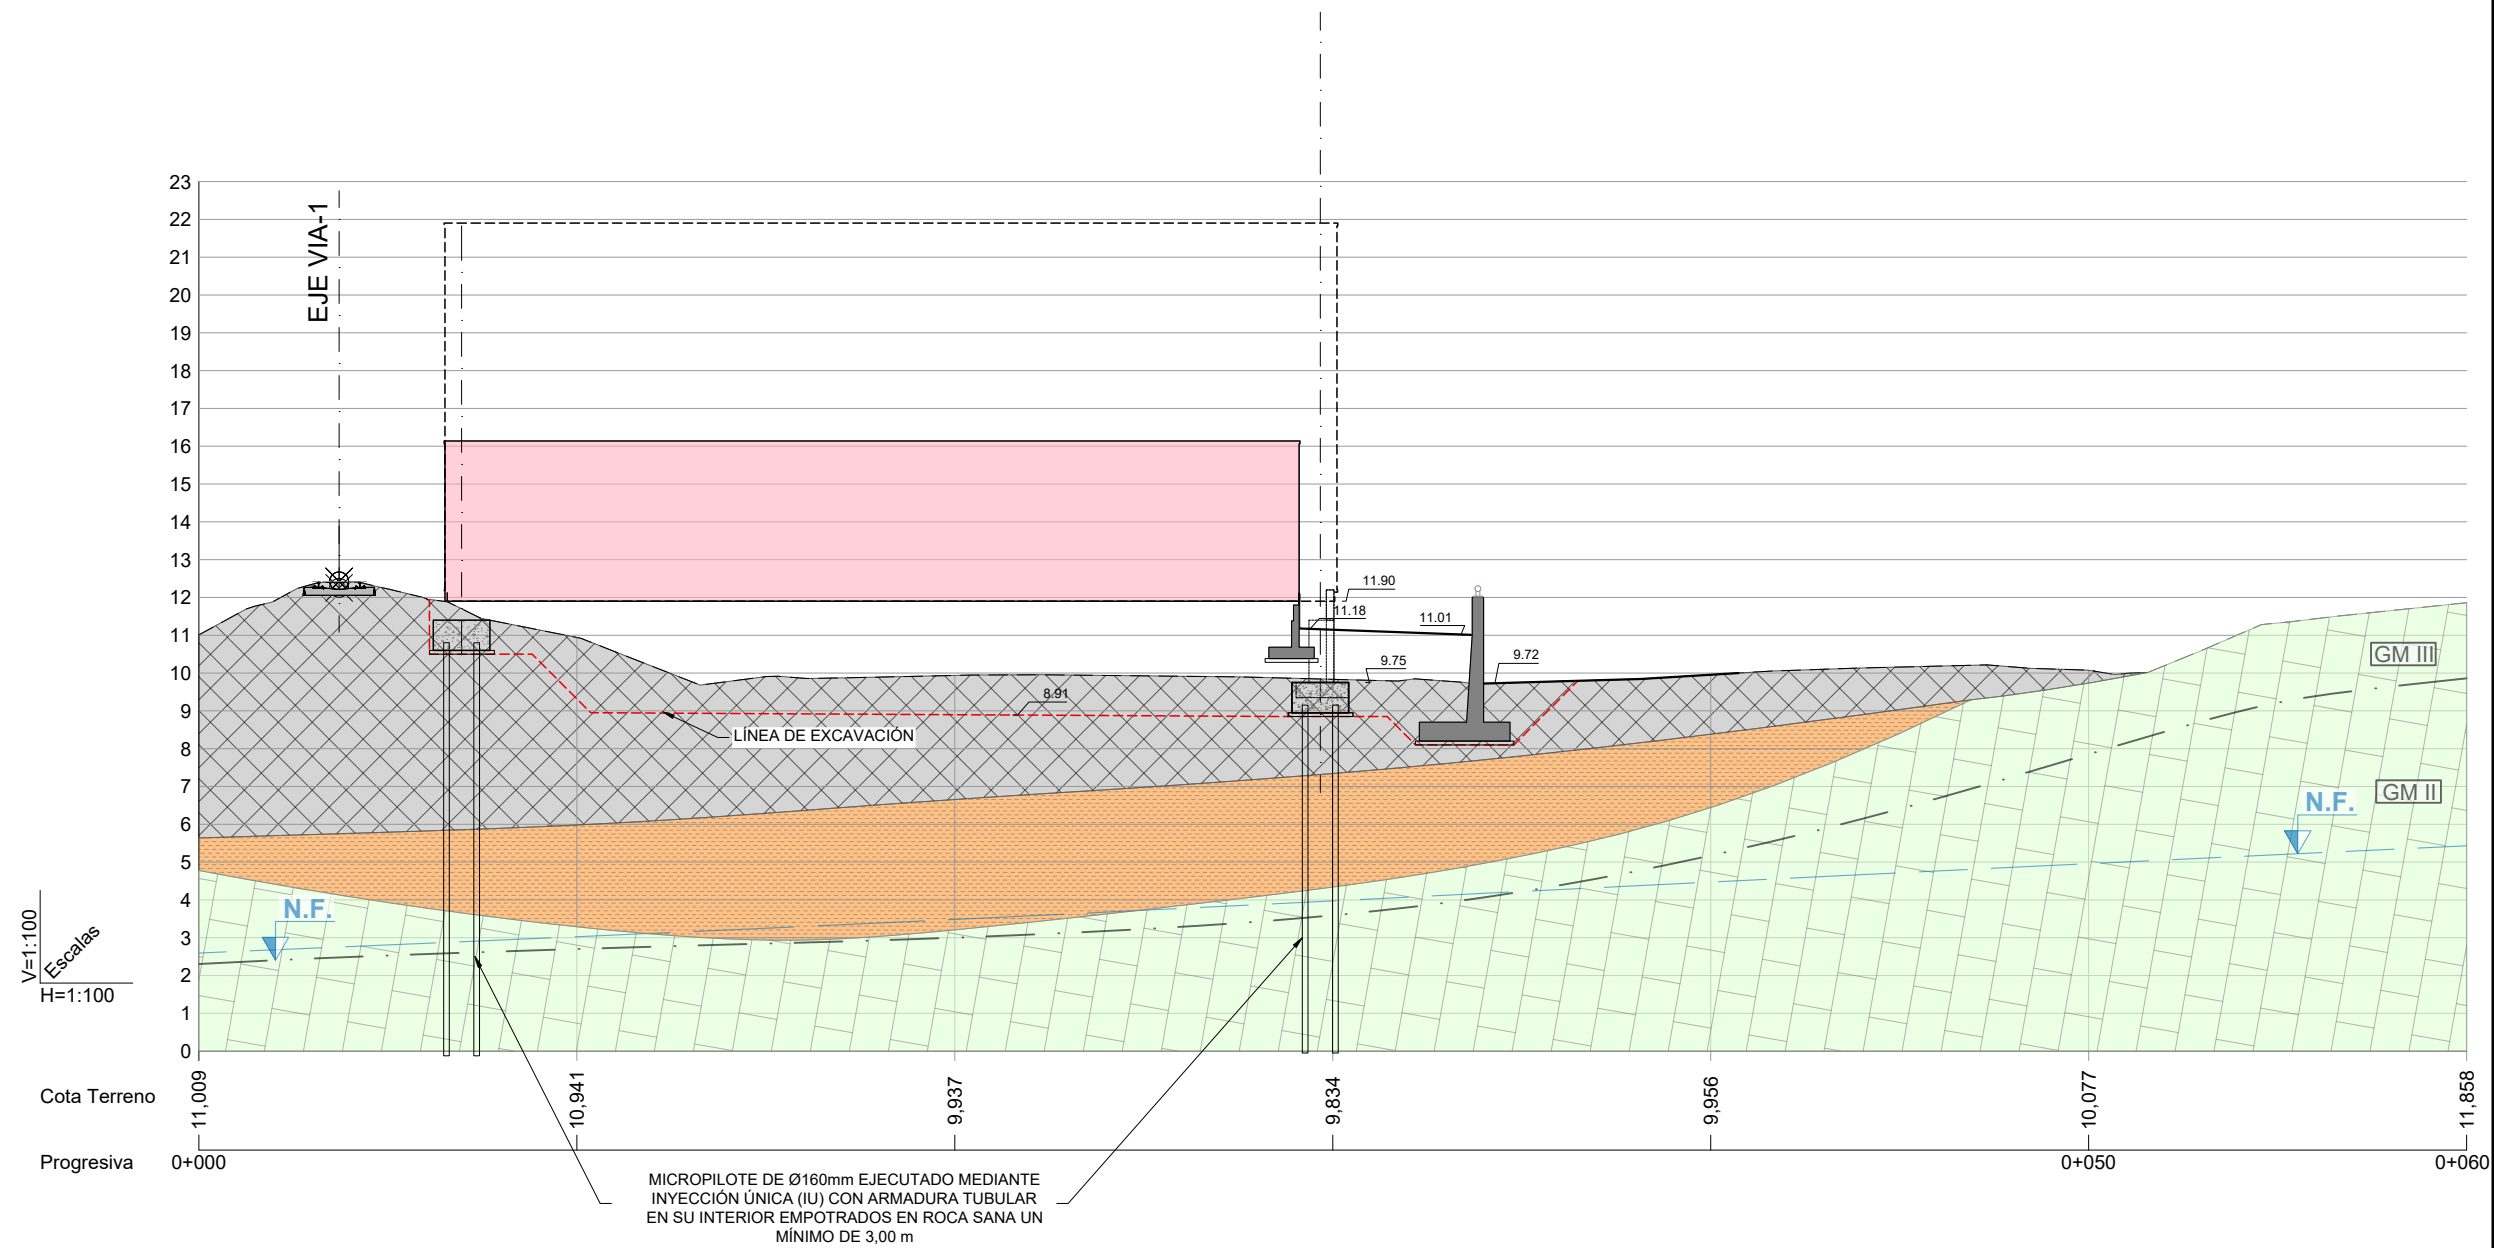 EJE VIA-1
23
22
21
20
19
18
17
16
15
14
13
12
11
10
9
8
7
6
5
4
3
2
1
0
11.90
11.18
11.01
9.75
9.72
8.91
LÍNEA DE EXCAVACIÓN
GM III
GM II
N.F.
N.F.
V=1:100
Escalas
H=1:100
Cota Terreno
11,009
10,941
9,937
9,834
9,956
10,077
11,858
Progresiva
0+000
0+050
0+060
MICROPILOTE DE Ø160mm EJECUTADO MEDIANTE
INYECCIÓN ÚNICA (IU) CON ARMADURA TUBULAR
EN SU INTERIOR EMPOTRADOS EN ROCA SANA UN
MÍNIMO DE 3,00 m